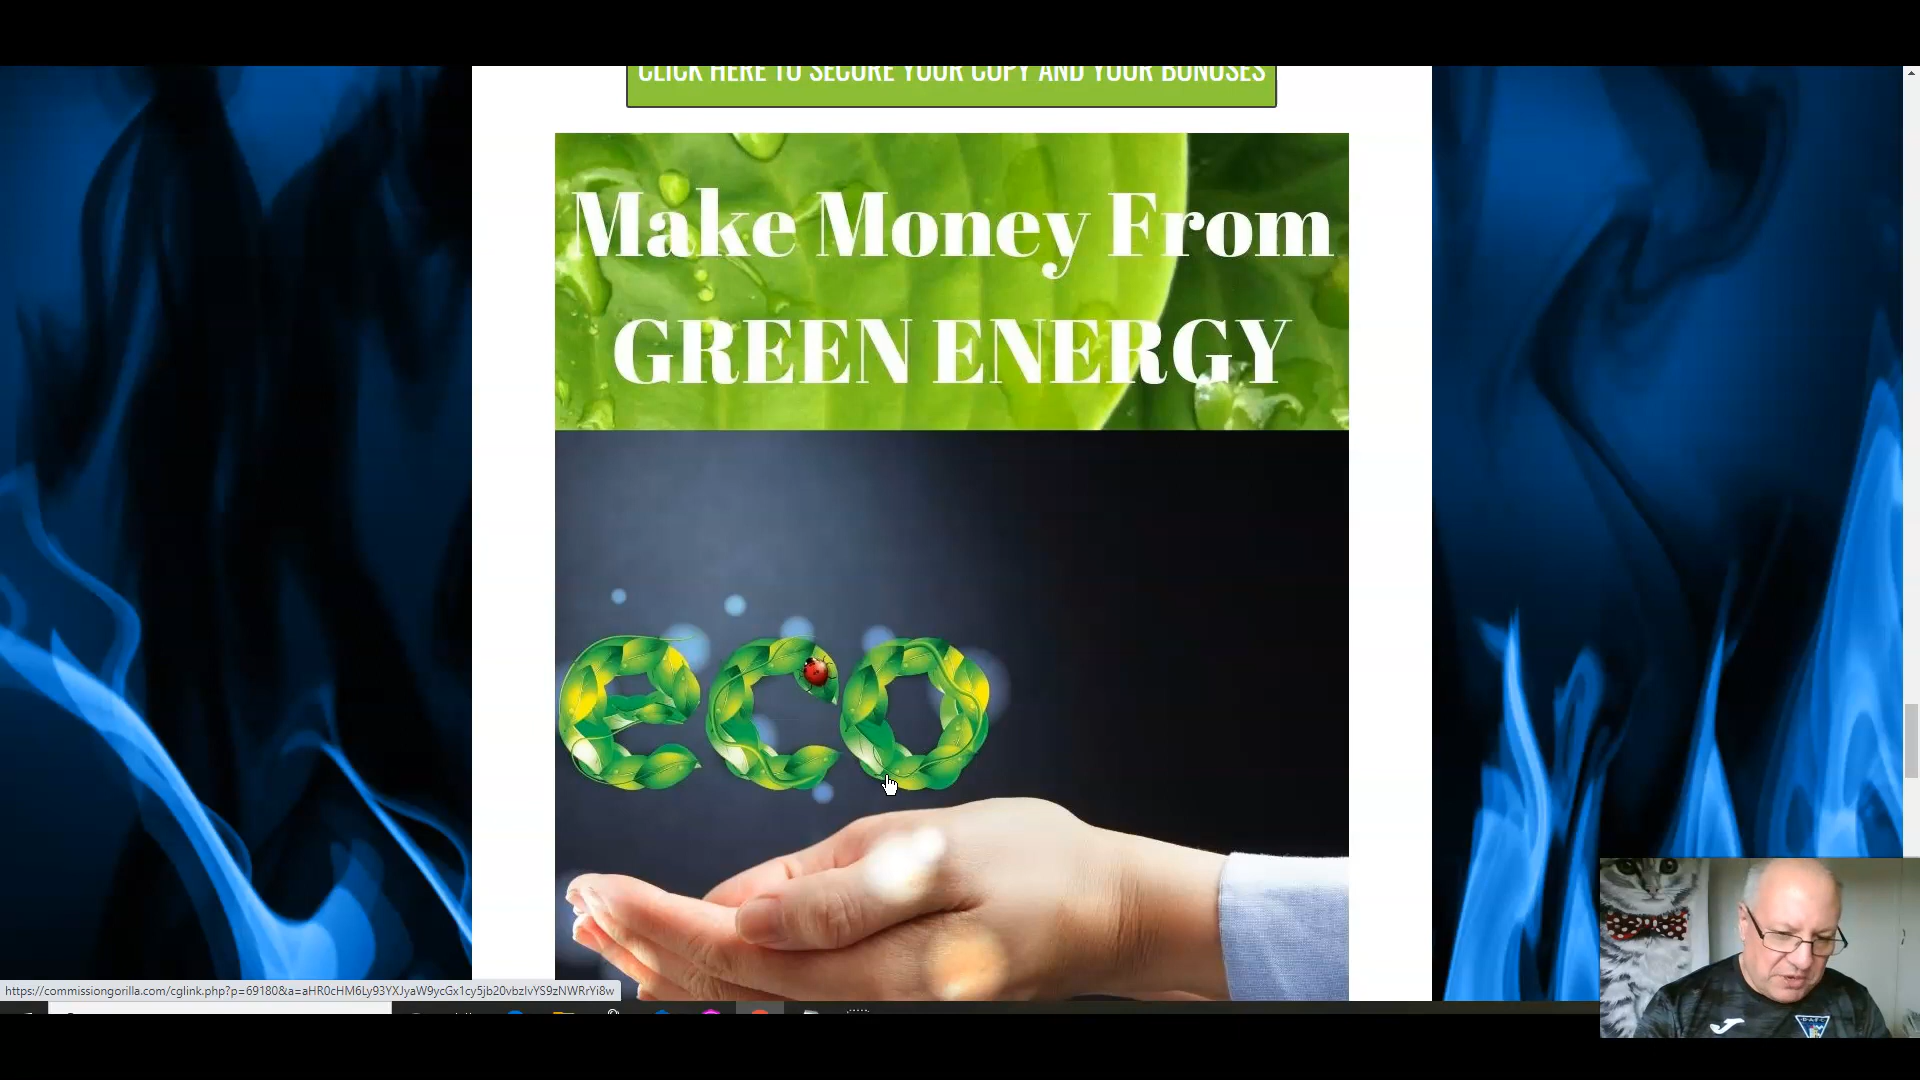 CLICK HERE TO SECURE YOUR COPY AND YOUR BONUSES
Make Money From
GREEN ENERGY
eco